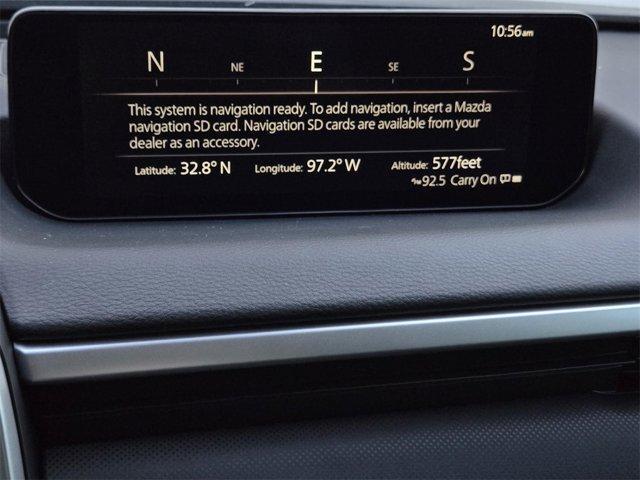 10:56am
N NE E SE S
This system is navigation ready. To add navigation, insert a Mazda
navigation SD card. Navigation SD cards are available from your
dealer as an accessory.
Latitude: 32.8° N Longitude: 97.2° W Altitude: 577feet
92.5 Carry On